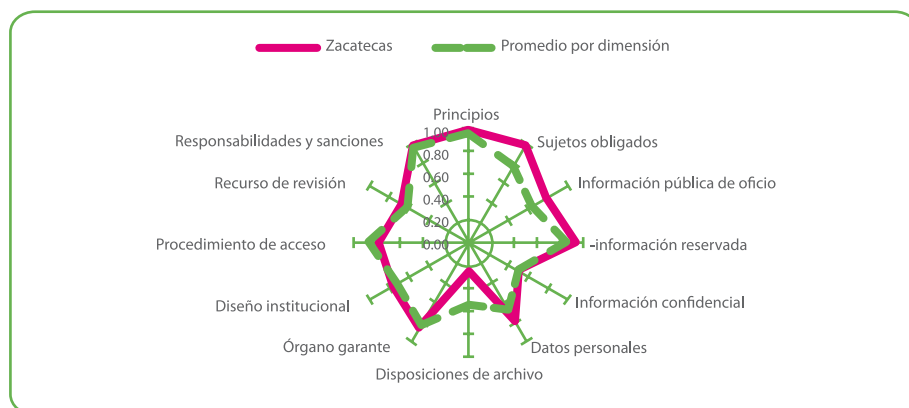 Zacatecas
Promedio por dimensión
Principios
Responsabilidades y sanciones
1.00
Sujetos obligados
0.80
Recurso de revisión
0.60
Información pública de oficio
0.40
0.20
Procedimiento de acceso
0.00
-información reservada
Diseño institucional
Información confidencial
Órgano garante
Datos personales
Disposiciones de archivo